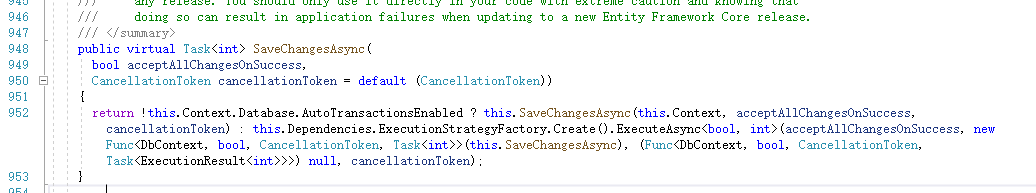 945 /// any release. You should only use it directly in your code with extreme caution and knowing that
946 /// doing so can result in application failures when updating to a new Entity Framework Core release.
947 /// </summary>
948 public virtual Task<int> SaveChangesAsync(
949 bool acceptAllChangesOnSuccess,
950 CancellationToken cancellationToken = default (CancellationToken))
951 {
952 return !this.Context.Database.AutoTransactionsEnabled ? this.SaveChangesAsync(this.Context, acceptAllChangesOnSuccess,
cancellationToken) : this.Dependencies.ExecutionStrategyFactory.Create().ExecuteAsync<bool, int>(acceptAllChangesOnSuccess, new
Func<DbContext, bool, CancellationToken, Task<int>>(this.SaveChangesAsync), (Func<DbContext, bool, CancellationToken,
Task<ExecutionResult<int>>>) null, cancellationToken);
953 }
954